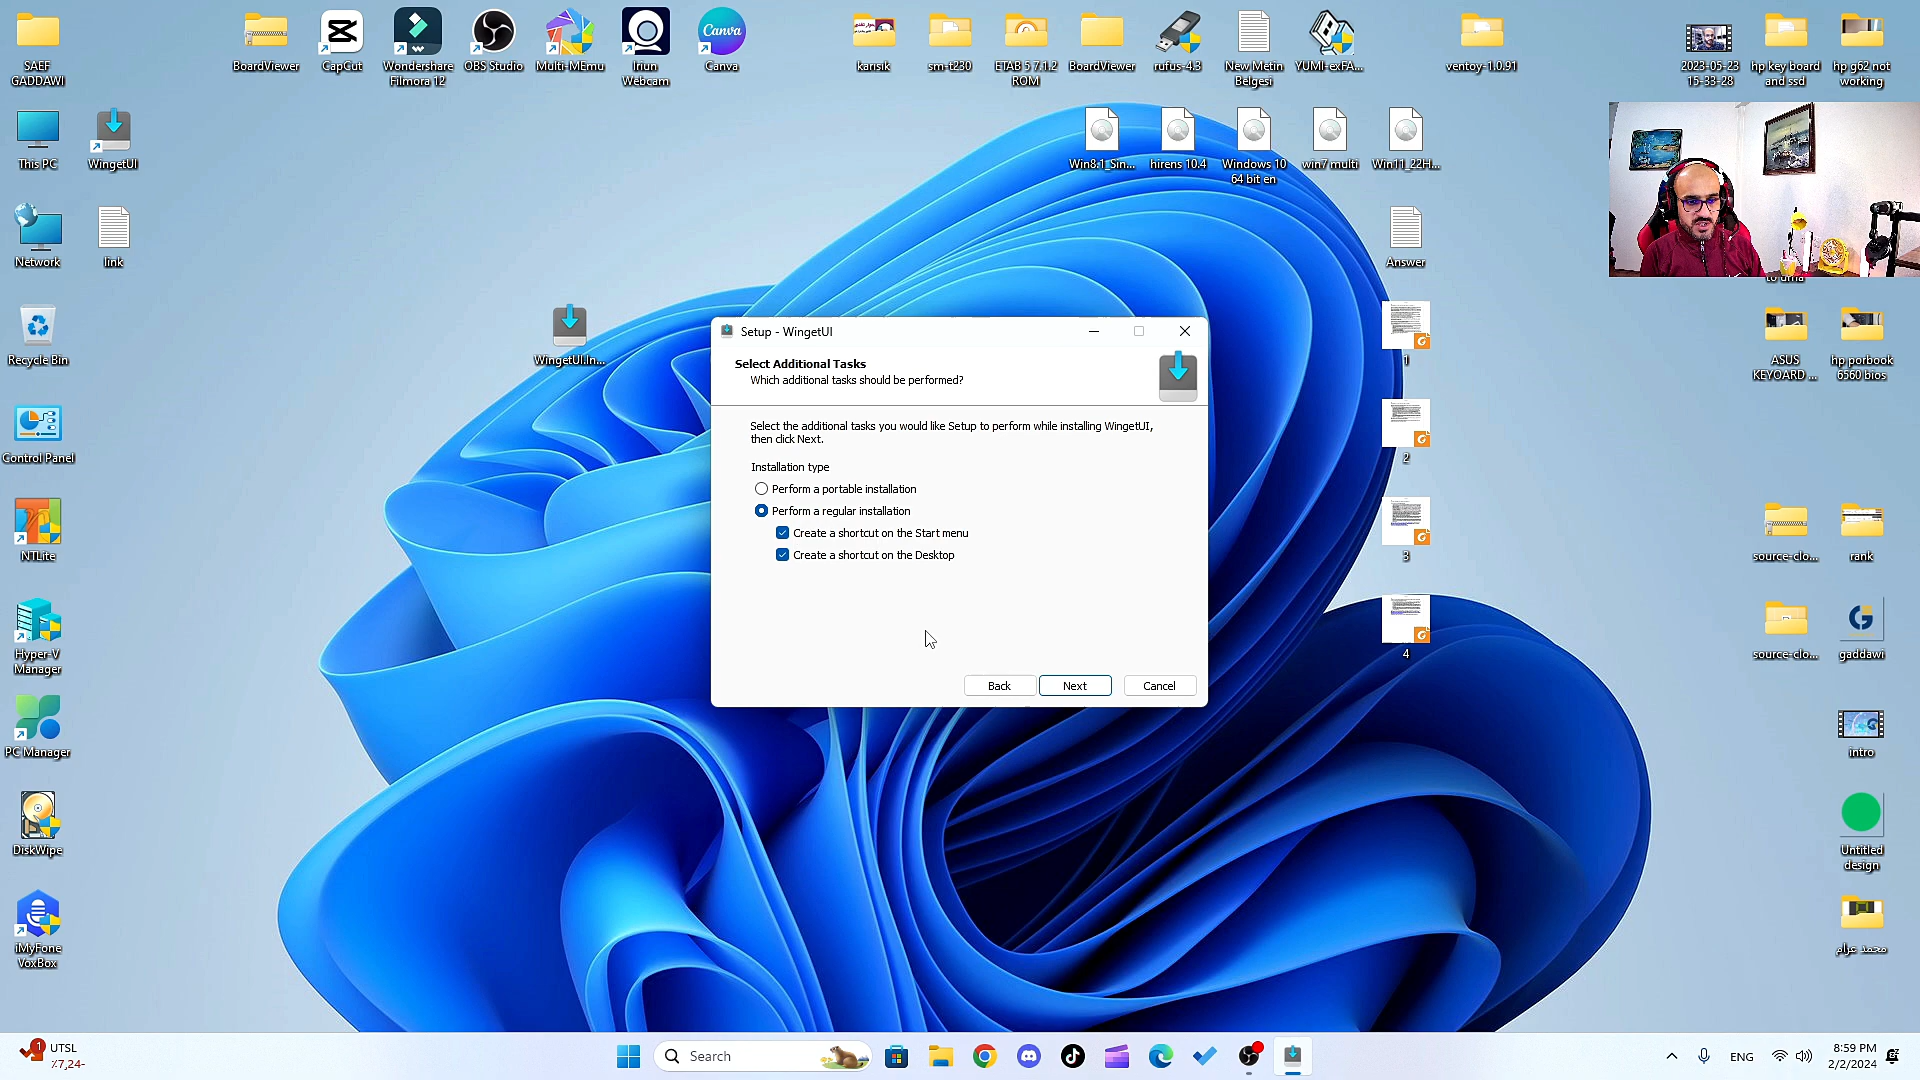 SAEF
GADDAWI
BoardViewer
CapCut
Wondershare
Filmora 12
OBS Studio
Multi-MEmu
Iriun
Webcam
Canva
Canva
karisik
sm-t230
ETAB 5 7.1.2
ROM
BoardViewer
rufus-4.3
New Metin
Belgesi
YUMI-exFA...
ventoy-1.0.91
2023-05-23
15-33-28
hp key board
and ssd
hp g62 not
working
This PC
WingetUI
Win8.1_Sin...
hirens 10.4
Windows 10
64 bit en
win7 multi
Win11_22H...
Network
link
Answer
Recycle Bin
WingetUI.In...
1
ASUS
KEYOARD ...
hp porbook
6560 bios
Setup - WingetUI
Select Additional Tasks
Which additional tasks should be performed?
Select the additional tasks you would like Setup to perform while installing WingetUI,
then click Next.
Installation type
Perform a portable installation
Perform a regular installation
Create a shortcut on the Start menu
Create a shortcut on the Desktop
Back
Next
Cancel
Control Panel
2
NTLite
3
source-clo...
rank
Hyper-V
Manager
4
source-clo...
gaddawi
PC Manager
intro
DiskWipe
Untitled
design
iMyFone
VoxBox
محمد عرام
1
UTSL
٪7,24-
Search
ENG
8:59 PM
2/2/2024